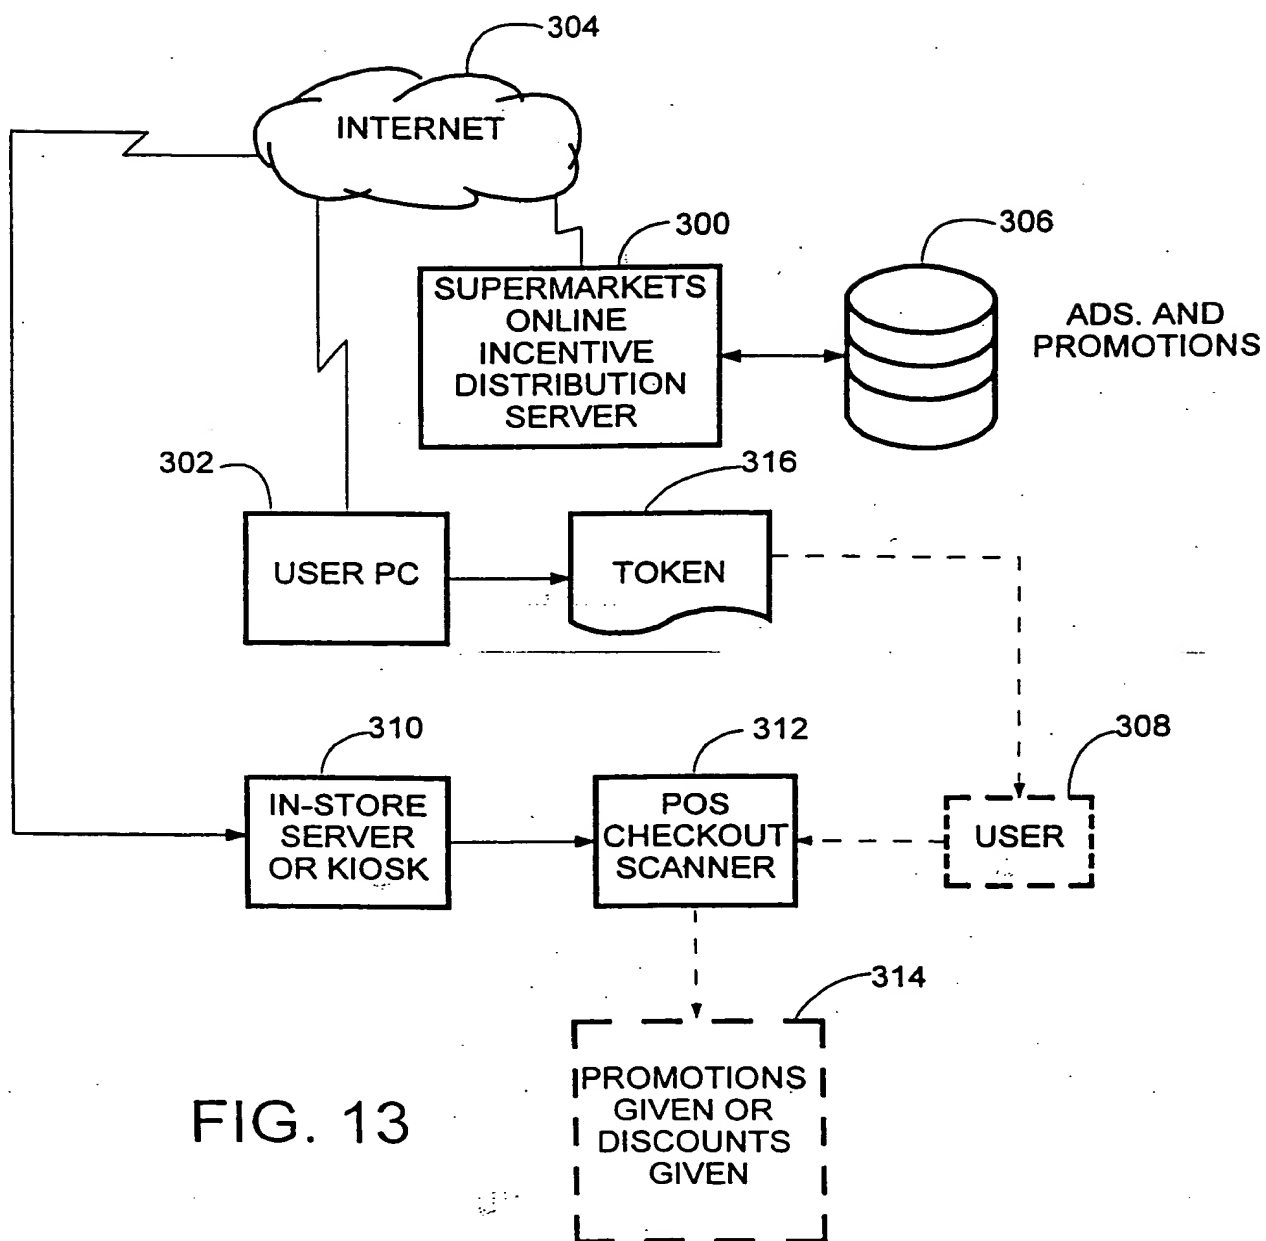 304
INTERNET
300
306
SUPERMARKETS
ONLINE
INCENTIVE
DISTRIBUTION
SERVER
ADS. AND
PROMOTIONS
302
316
USER PC
TOKEN
310
312
308
IN-STORE
SERVER
OR KIOSK
POS
CHECKOUT
SCANNER
USER
314
PROMOTIONS
GIVEN OR
DISCOUNTS
GIVEN
FIG. 13